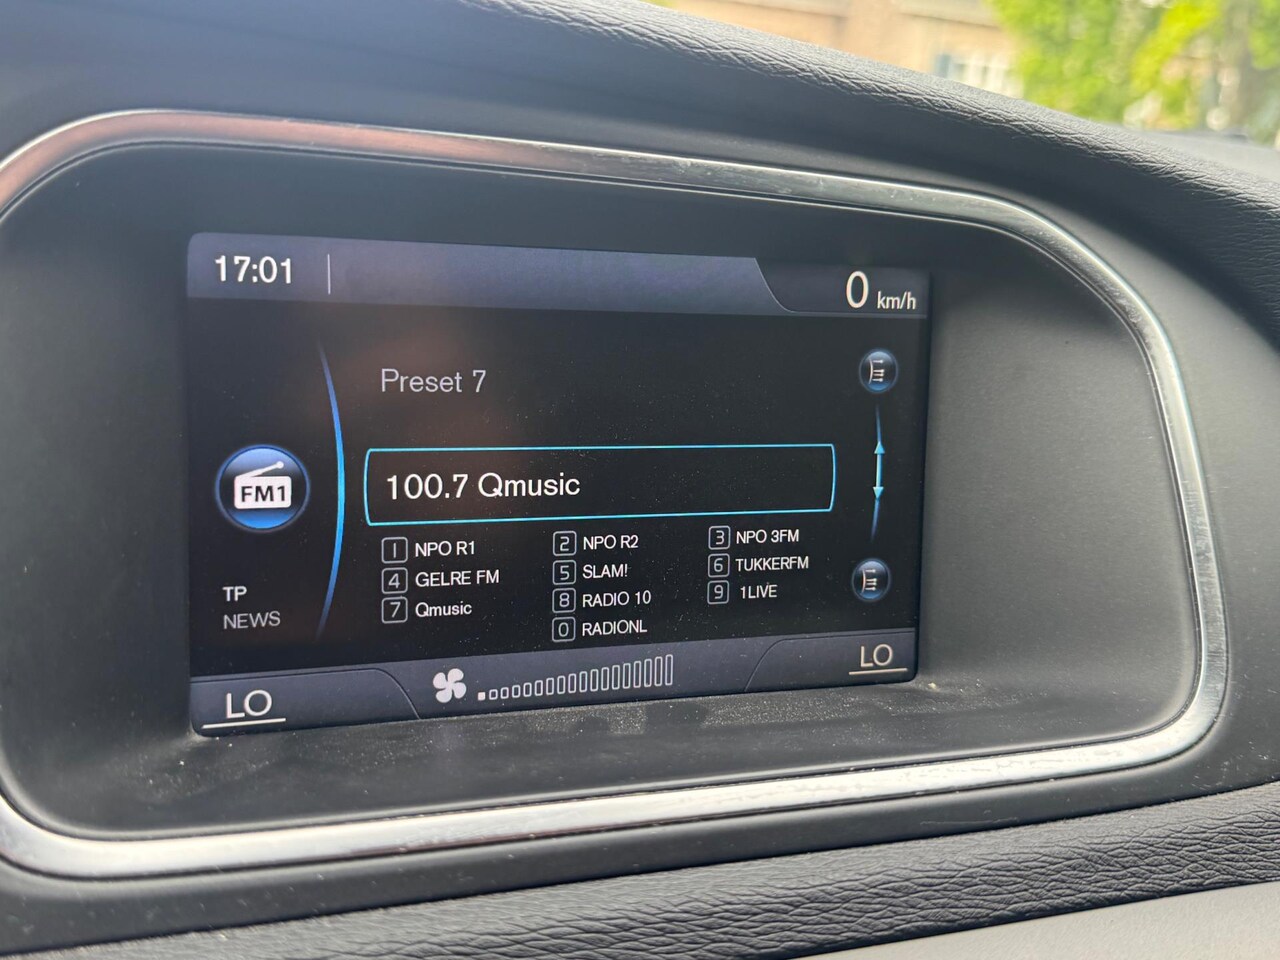 17:01
0 km/h
Preset 7
100.7 Qmusic
FM1
1 NPO R1 2 NPO R2 3 NPO 3FM
4 GELRE FM 5 SLAM! 6 TUKKERFM
7 Qmusic 8 RADIO 10 9 1LIVE
0 RADIONL
TP
NEWS
LO
LO